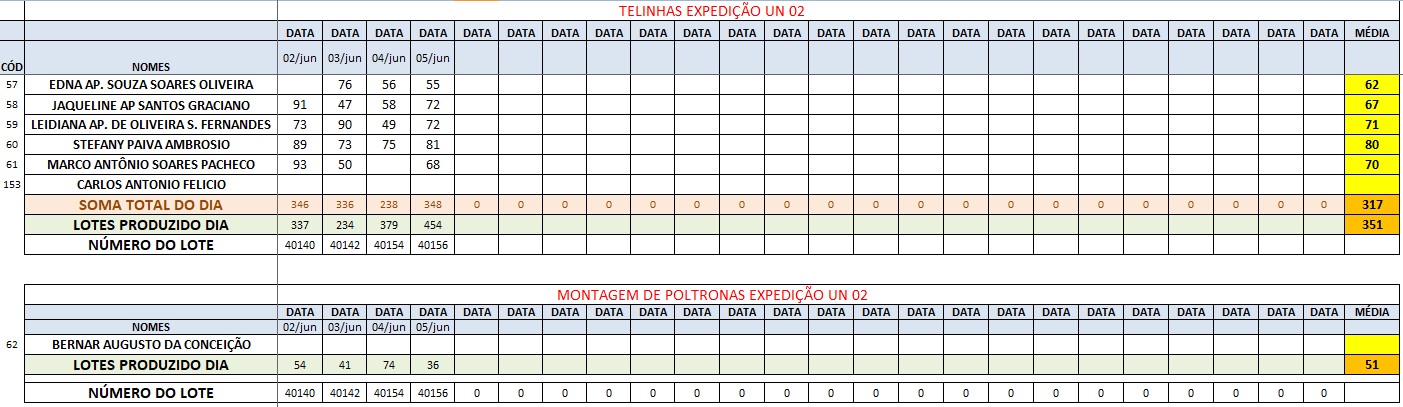 TELINHAS EXPEDIÇÃO UN 02
DATA DATA DATA DATA DATA DATA DATA DATA DATA DATA DATA DATA DATA DATA DATA DATA DATA DATA DATA DATA DATA DATA DATA DATA MÉDIA
CÓD NOMES 02/jun 03/jun 04/jun 05/jun
57 EDNA AP. SOUZA SOARES OLIVEIRA 76 56 55 62
58 JAQUELINE AP SANTOS GRACIANO 91 47 58 72 67
59 LEIDIANA AP. DE OLIVEIRA S. FERNANDES 73 90 49 72 71
60 STEFANY PAIVA AMBROSIO 89 73 75 81 80
61 MARCO ANTÔNIO SOARES PACHECO 93 50 68 70
153 CARLOS ANTONIO FELICIO
SOMA TOTAL DO DIA 346 336 238 348 0 0 0 0 0 0 0 0 0 0 0 0 0 0 0 0 0 0 0 0 317
LOTES PRODUZIDO DIA 337 234 379 454 351
NÚMERO DO LOTE 40140 40142 40154 40156
MONTAGEM DE POLTRONAS EXPEDIÇÃO UN 02
DATA DATA DATA DATA DATA DATA DATA DATA DATA DATA DATA DATA DATA DATA DATA DATA DATA DATA DATA DATA DATA DATA DATA DATA MÉDIA
NOMES 02/jun 03/jun 04/jun 05/jun
62 BERNAR AUGUSTO DA CONCEIÇÃO
LOTES PRODUZIDO DIA 54 41 74 36 51
NÚMERO DO LOTE 40140 40142 40154 40156 0 0 0 0 0 0 0 0 0 0 0 0 0 0 0 0 0 0 0 0